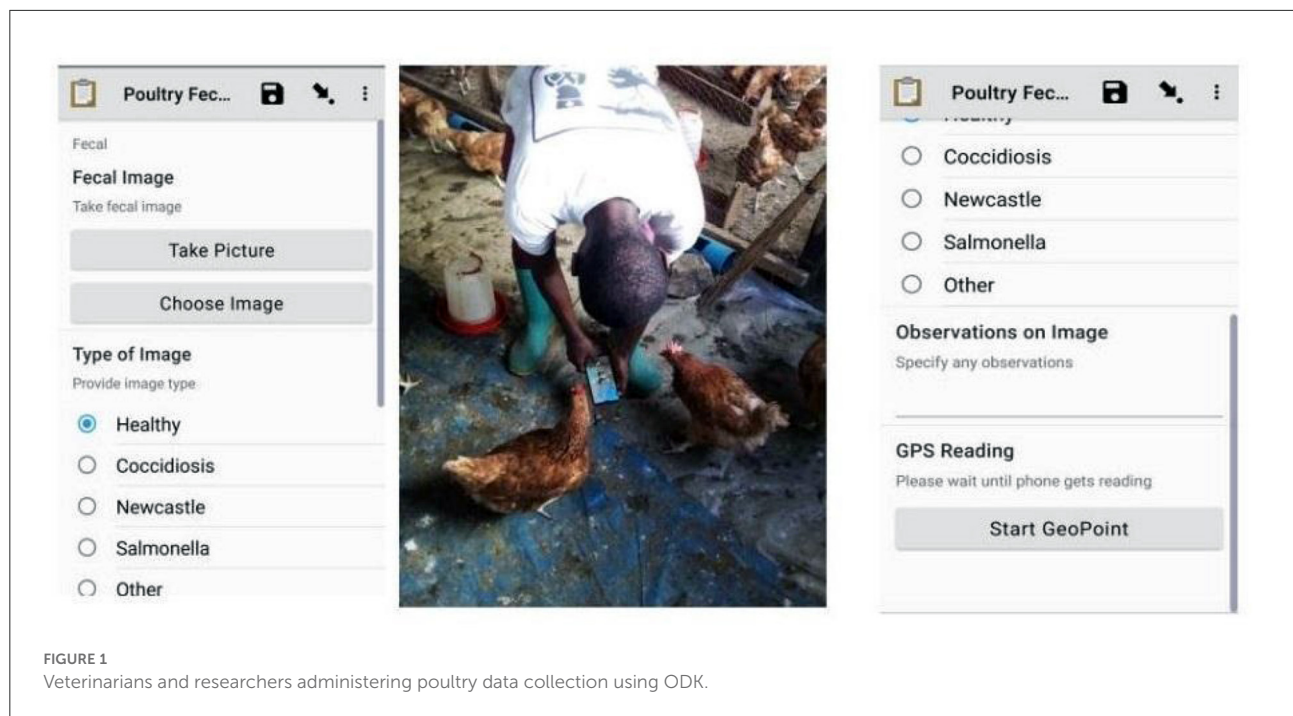 Poultry Fec...
Fecal
Fecal Image
Take fecal image
Take Picture
Choose Image
Type of Image
Provide image type
Healthy
Coccidiosis
Newcastle
Salmonella
Other
Poultry Fec...
Healthy
Coccidiosis
Newcastle
Salmonella
Other
Observations on Image
Specify any observations
GPS Reading
Please wait until phone gets reading
Start GeoPoint
FIGURE 1
Veterinarians and researchers administering poultry data collection using ODK.